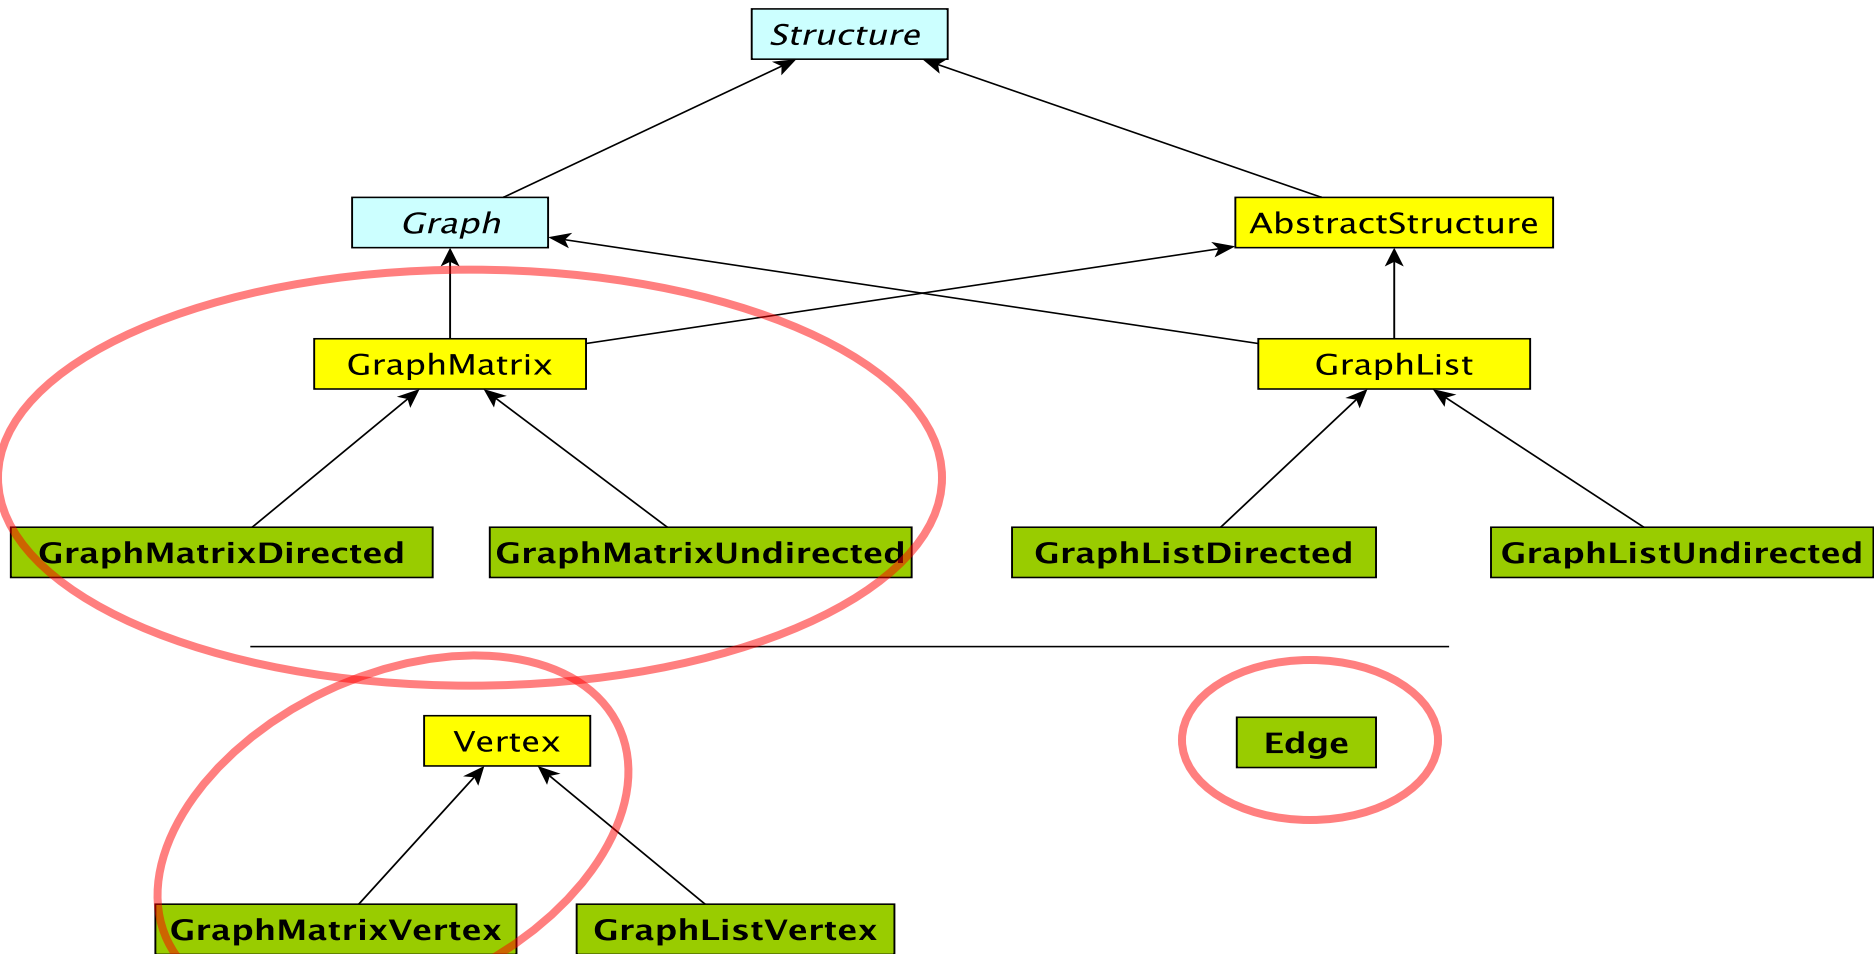 Structure
Graph
AbstractStructure
GraphMatrix
GraphList
GraphMatrixDirected
GraphMatrixUndirected
GraphListDirected
GraphListUndirected
Vertex
Edge
GraphMatrixVertex
GraphListVertex